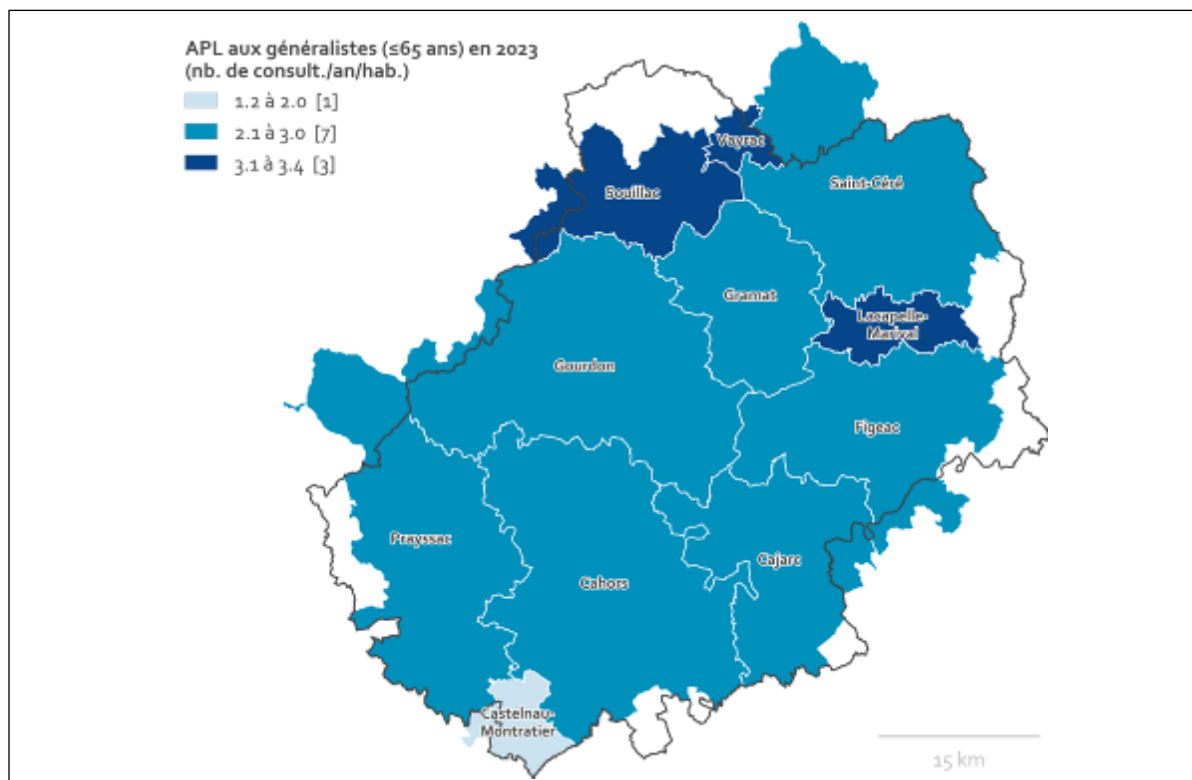 APL aux généralistes (≤65 ans) en 2023
(nb. de consult./an/hab.)
1.2 à 2.0 [1]
2.1 à 3.0 [7]
3.1 à 3.4 [3]
Vayrac
Souillac
Saint-Céré
Gramat
Lacapelle-
Marival
Gourdon
Figeac
Prayssac
Cahors
Cajarc
Castelnau-
Montratier
15 km